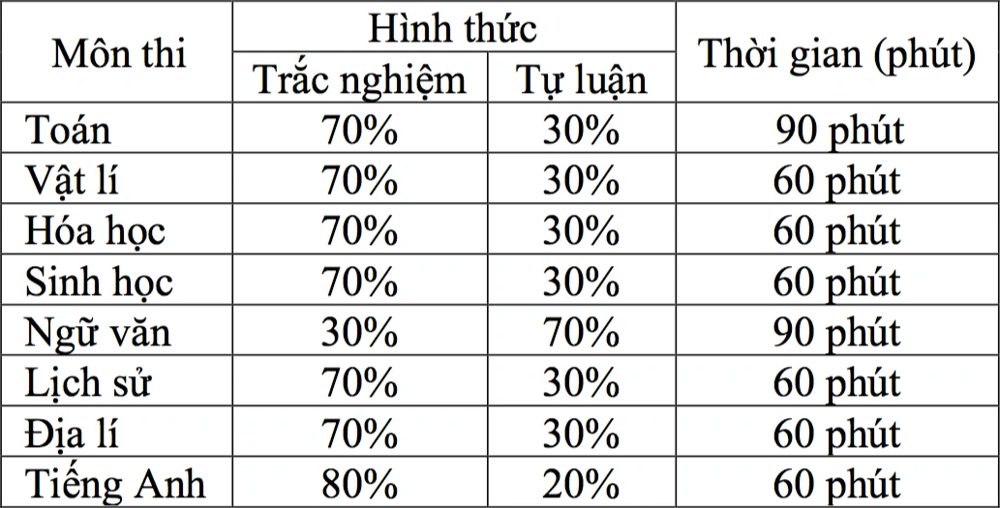 Môn thi Hình thức Thời gian (phút)
Trắc nghiệm Tự luận
Toán 70% 30% 90 phút
Vật lí 70% 30% 60 phút
Hóa học 70% 30% 60 phút
Sinh học 70% 30% 60 phút
Ngữ văn 30% 70% 90 phút
Lịch sử 70% 30% 60 phút
Địa lí 70% 30% 60 phút
Tiếng Anh 80% 20% 60 phút